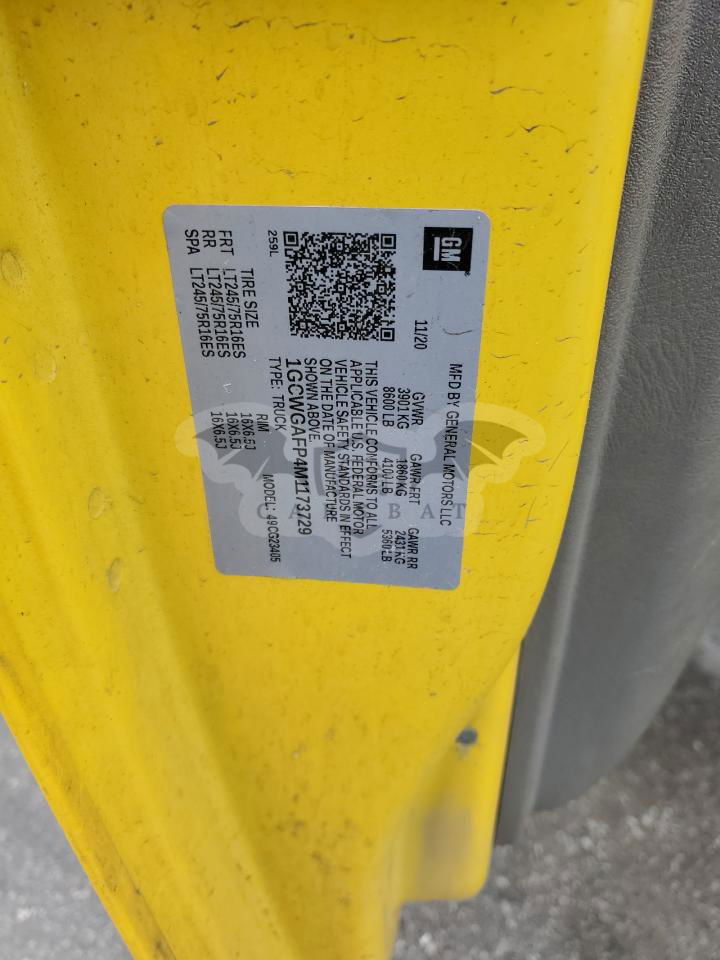 GM
MFD BY GENERAL MOTORS LLC
11/20
GVWR GAWR FRT GAWR RR
3901 KG 1860 KG 2431 KG
8600 LB 4100 LB 5360 LB
THIS VEHICLE CONFORMS TO ALL
APPLICABLE U.S. FEDERAL MOTOR
VEHICLE SAFETY STANDARDS IN EFFECT
ON THE DATE OF MANUFACTURE
SHOWN ABOVE.
1GCWGAFP4M1173729
TYPE: TRUCK MODEL: 49CG23405
259L
TIRE SIZE RIM
FRT LT245/75R16ES 16X6.5J
RR LT245/75R16ES 16X6.5J
SPA LT245/75R16ES 16X6.5J